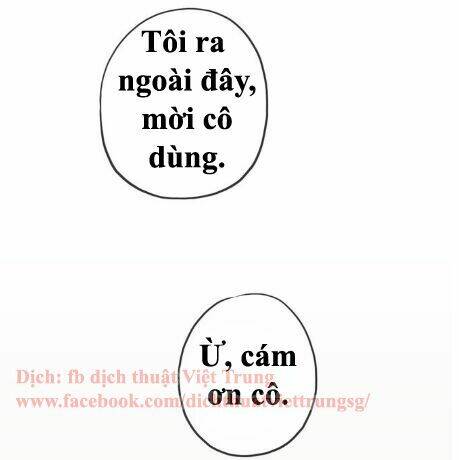 Tôi ra
ngoài đây,
mời cô
dùng.
Ừ, cám
ơn cô.
Dịch: fb dịch thuật Việt Trung
www.facebook.com/dichthuatviettrungsg/